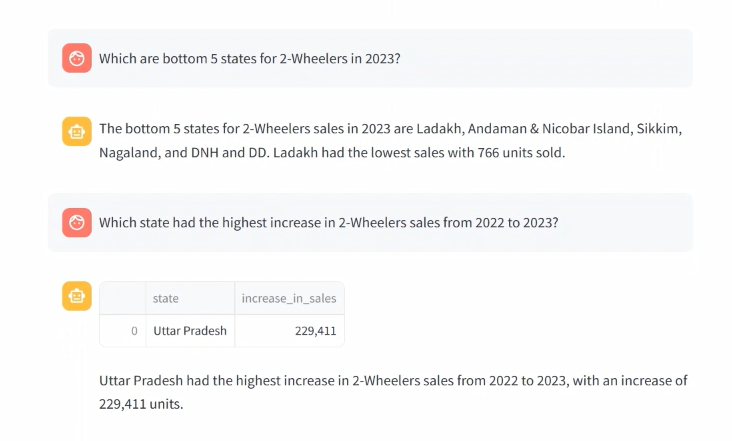 Which are bottom 5 states for 2-Wheelers in 2023?
The bottom 5 states for 2-Wheelers sales in 2023 are Ladakh, Andaman & Nicobar Island, Sikkim,
Nagaland, and DNH and DD. Ladakh had the lowest sales with 766 units sold.
Which state had the highest increase in 2-Wheelers sales from 2022 to 2023?
state increase_in_sales
0 Uttar Pradesh 229,411
Uttar Pradesh had the highest increase in 2-Wheelers sales from 2022 to 2023, with an increase of
229,411 units.